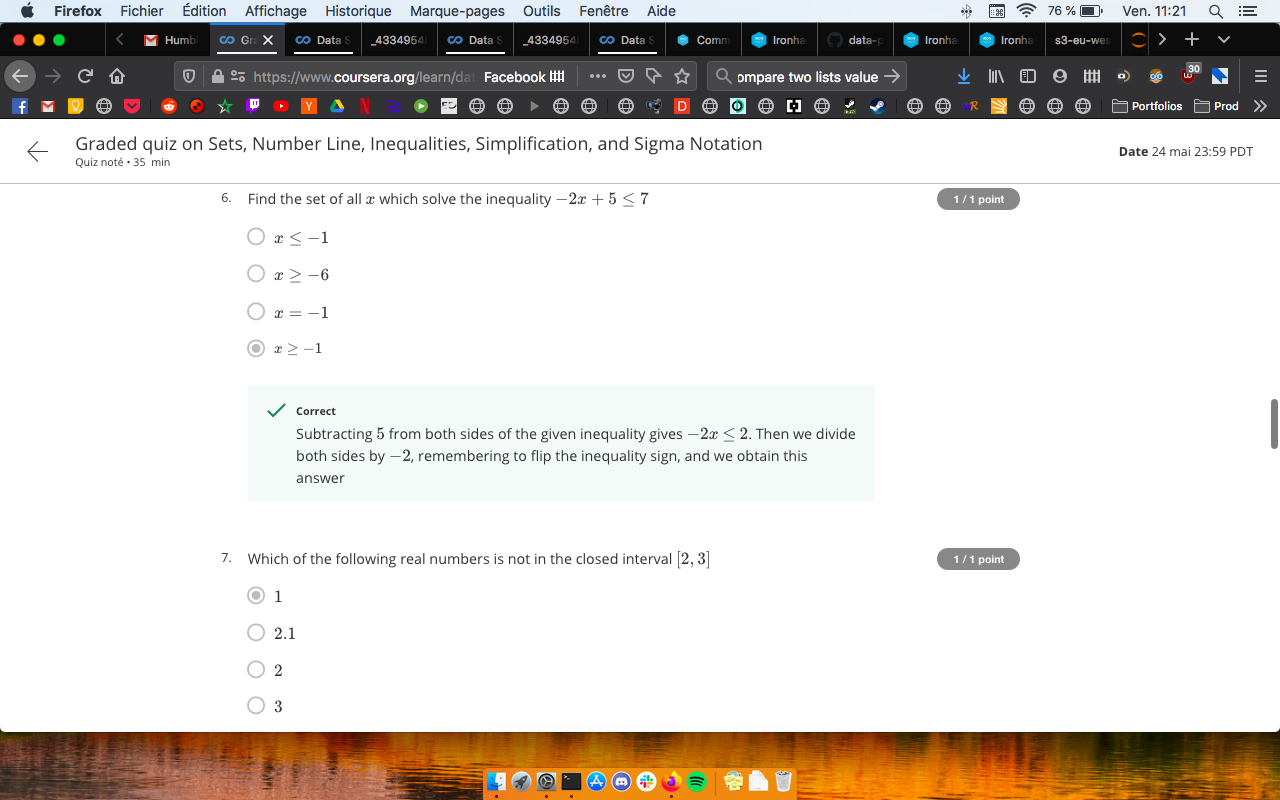 Firefox Fichier Édition Affichage Historique Marque-pages Outils Fenêtre Aide 76 % Ven. 11:21
Humbl Gr Data S _4334954 Data S _4334954 Data S Comm Ironha data-p Ironha Ironha s3-eu-wes
https://www.coursera.org/learn/dat Facebook ompare two lists value 30
Portfolios Prod
Graded quiz on Sets, Number Line, Inequalities, Simplification, and Sigma Notation
Quiz noté • 35 min
Date 24 mai 23:59 PDT
6. Find the set of all x which solve the inequality −2x + 5 ≤ 7 1 / 1 point
x ≤ −1
x ≥ −6
x = −1
x ≥ −1
Correct
Subtracting 5 from both sides of the given inequality gives −2x ≤ 2. Then we divide
both sides by −2, remembering to flip the inequality sign, and we obtain this
answer
7. Which of the following real numbers is not in the closed interval [2, 3] 1 / 1 point
1
2.1
2
3